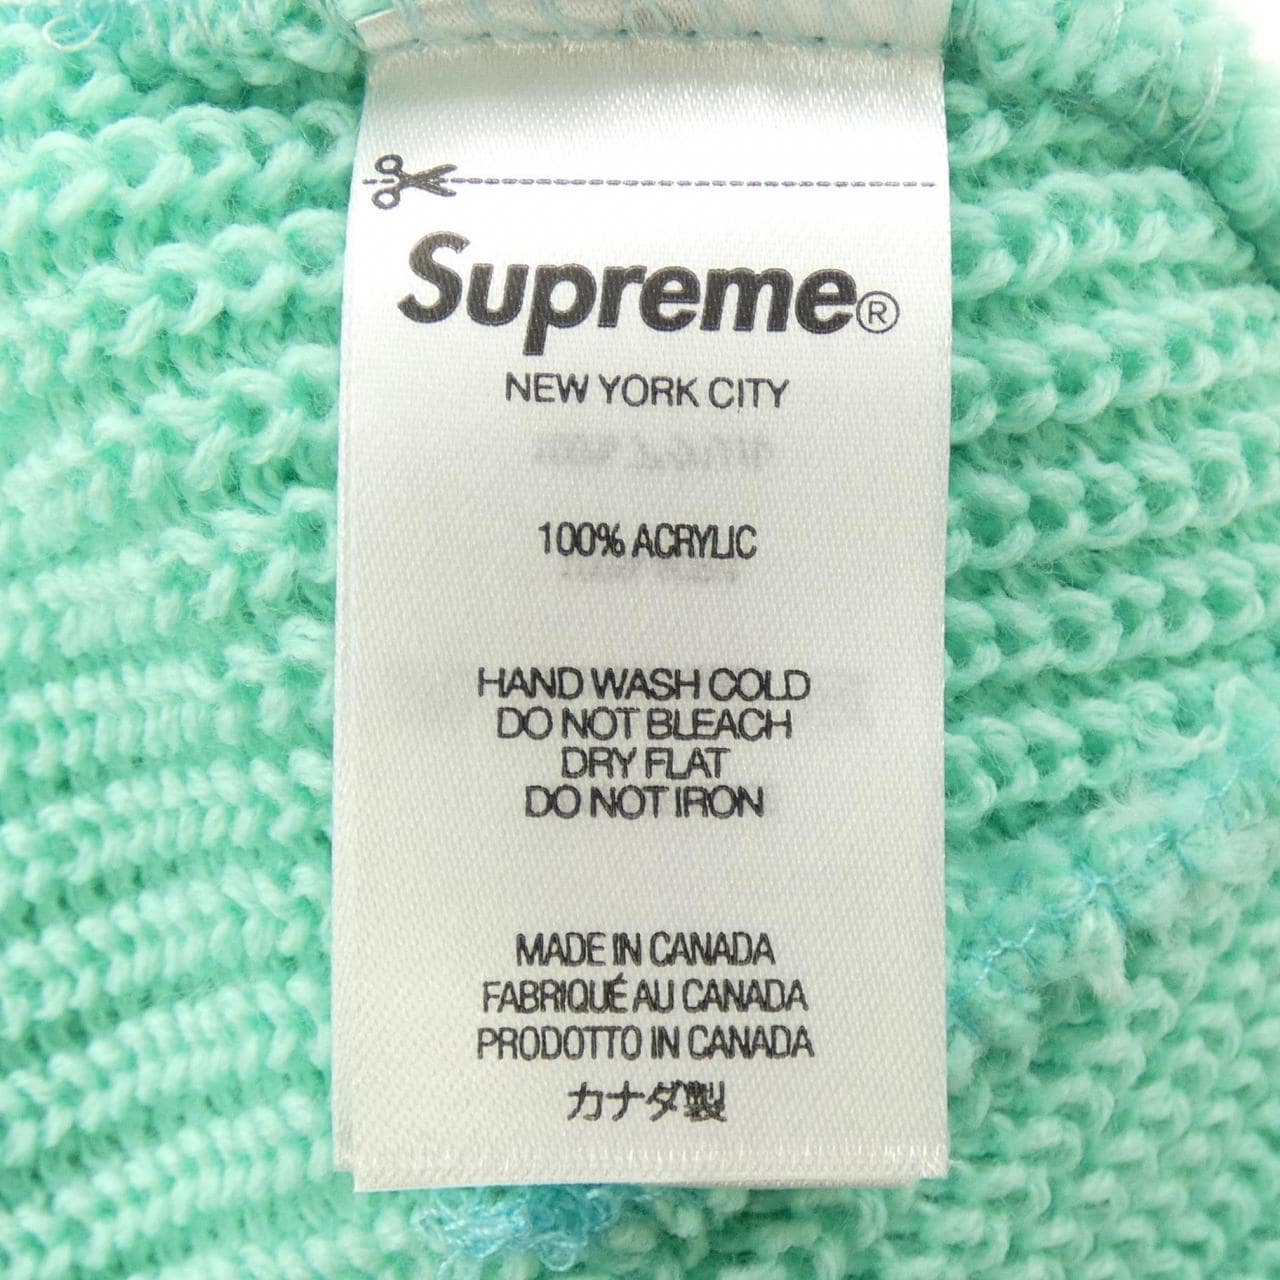 Supreme®
NEW YORK CITY
100% ACRYLIC
HAND WASH COLD
DO NOT BLEACH
DRY FLAT
DO NOT IRON
MADE IN CANADA
FABRIQUÉ AU CANADA
PRODOTTO IN CANADA
カナダ製